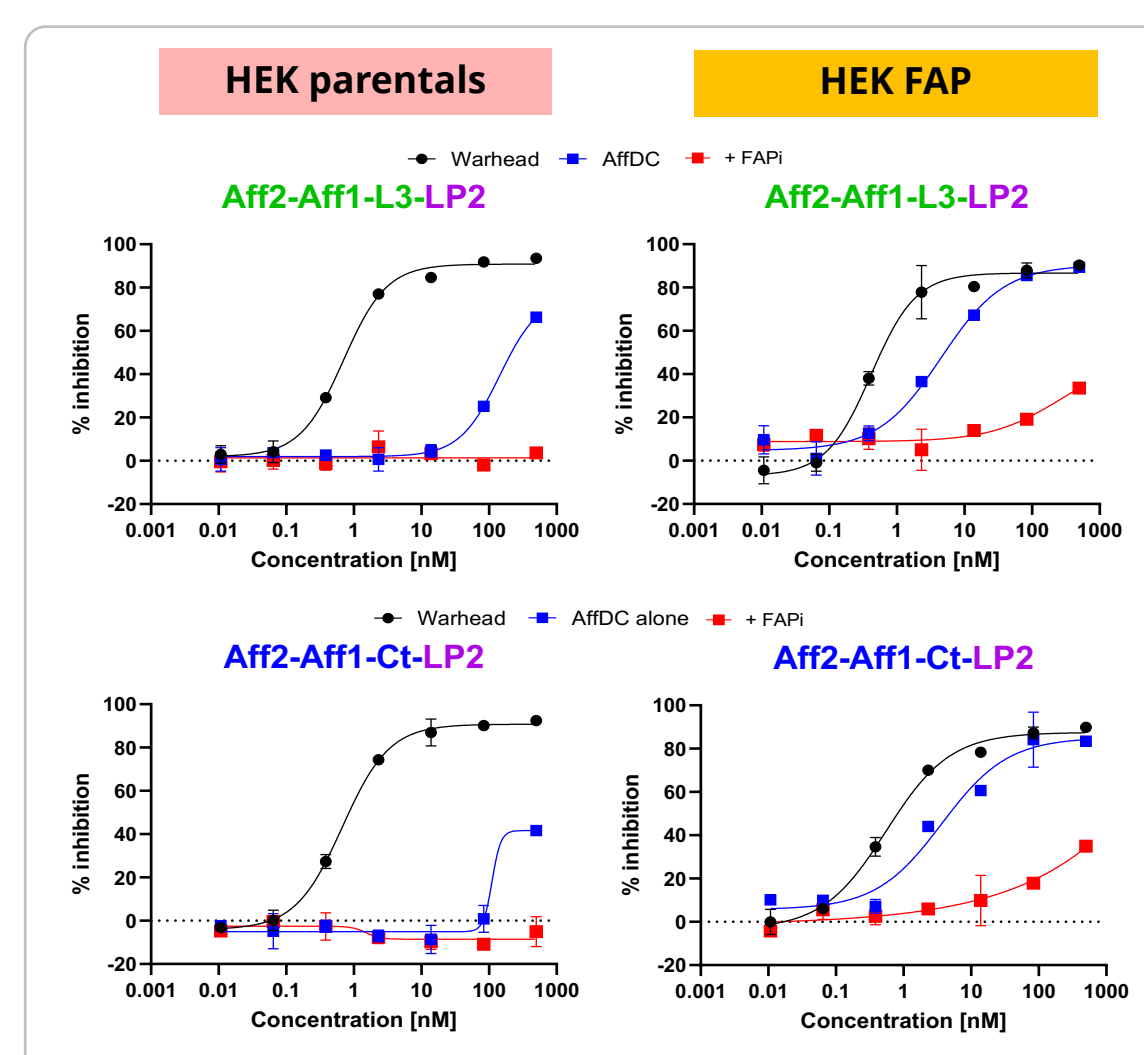 HEK parentals
HEK FAP
Warhead AffDC + FAPi
Aff2-Aff1-L3-LP2
Aff2-Aff1-L3-LP2
% inhibition
100
80
60
40
20
0
-20
0.001 0.01 0.1 1 10 100 1000
Concentration [nM]
% inhibition
100
80
60
40
20
0
-20
0.001 0.01 0.1 1 10 100 1000
Concentration [nM]
Warhead AffDC alone + FAPi
Aff2-Aff1-Ct-LP2
Aff2-Aff1-Ct-LP2
% inhibition
100
80
60
40
20
0
-20
0.001 0.01 0.1 1 10 100 1000
Concentration [nM]
% inhibition
100
80
60
40
20
0
-20
0.001 0.01 0.1 1 10 100 1000
Concentration [nM]